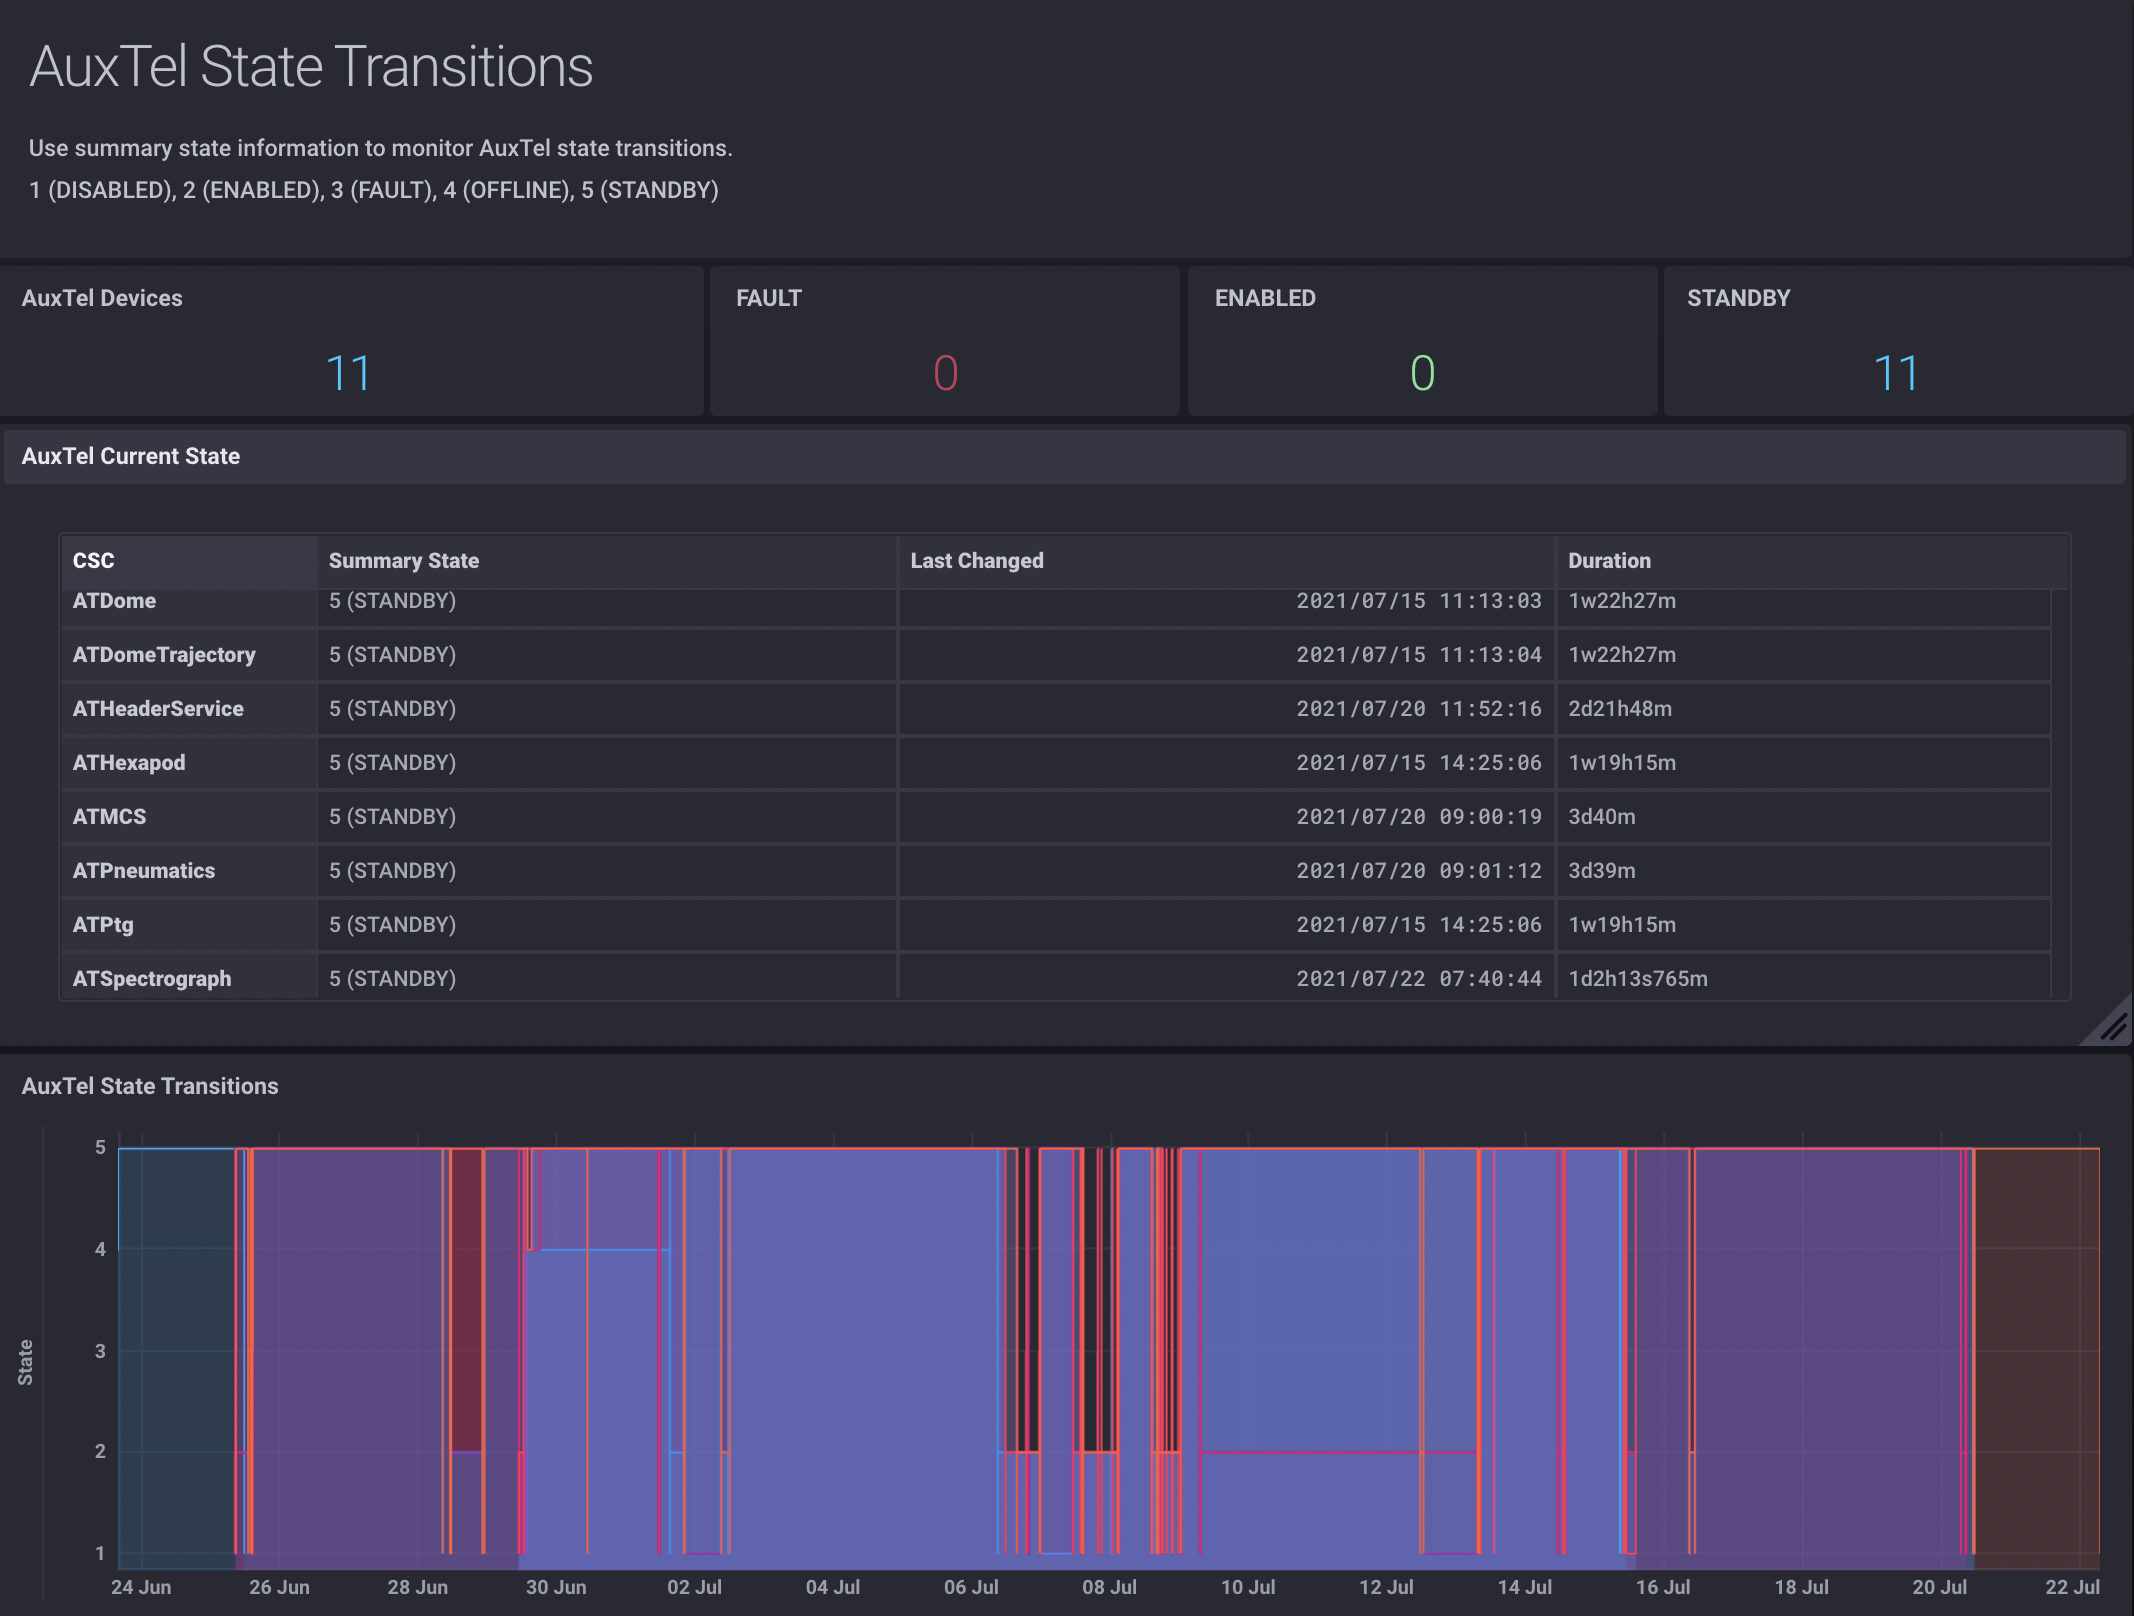 AuxTel State Transitions
Use summary state information to monitor AuxTel state transitions.
1 (DISABLED), 2 (ENABLED), 3 (FAULT), 4 (OFFLINE), 5 (STANDBY)
AuxTel Devices
11
FAULT
0
ENABLED
0
STANDBY
11
AuxTel Current State
CSC Summary State Last Changed Duration
ATDome 5 (STANDBY) 2021/07/15 11:13:03 1w22h27m
ATDomeTrajectory 5 (STANDBY) 2021/07/15 11:13:04 1w22h27m
ATHeaderService 5 (STANDBY) 2021/07/20 11:52:16 2d21h48m
ATHexapod 5 (STANDBY) 2021/07/15 14:25:06 1w19h15m
ATMCS 5 (STANDBY) 2021/07/20 09:00:19 3d40m
ATPneumatics 5 (STANDBY) 2021/07/20 09:01:12 3d39m
ATPtg 5 (STANDBY) 2021/07/15 14:25:06 1w19h15m
ATSpectrograph 5 (STANDBY) 2021/07/22 07:40:44 1d2h13s765m
AuxTel State Transitions
State
5
4
3
2
1
24 Jun 26 Jun 28 Jun 30 Jun 02 Jul 04 Jul 06 Jul 08 Jul 10 Jul 12 Jul 14 Jul 16 Jul 18 Jul 20 Jul 22 Jul